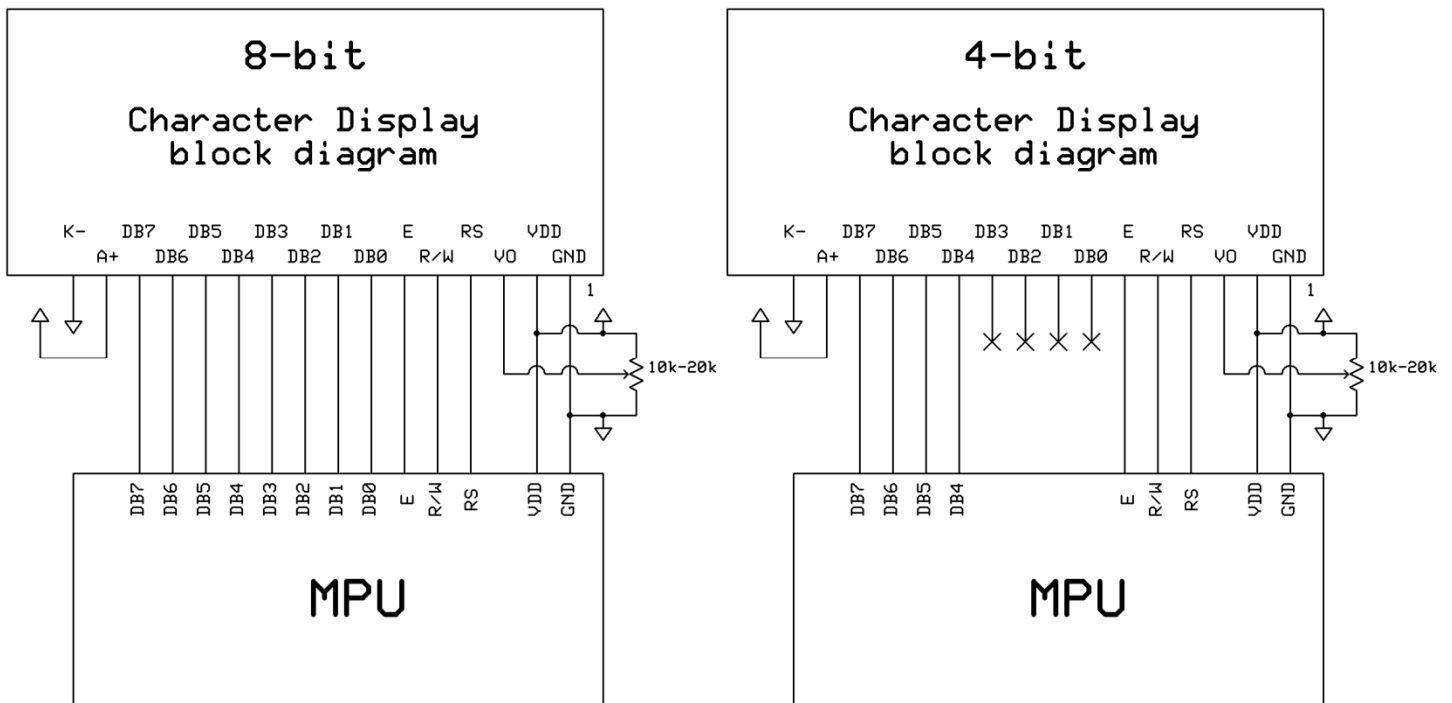 8-bit
Character Display
block diagram
K- DB7 DB5 DB3 DB1 E RS VDD
A+ DB6 DB4 DB2 DB0 R/W VO GND
1
10k-20k
DB7 DB6 DB5 DB4 DB3 DB2 DB1 DB0 E R/W RS VDD GND
MPU
4-bit
Character Display
block diagram
K- DB7 DB5 DB3 DB1 E RS VDD
A+ DB6 DB4 DB2 DB0 R/W VO GND
1
10k-20k
DB7 DB6 DB5 DB4 E R/W RS VDD GND
MPU